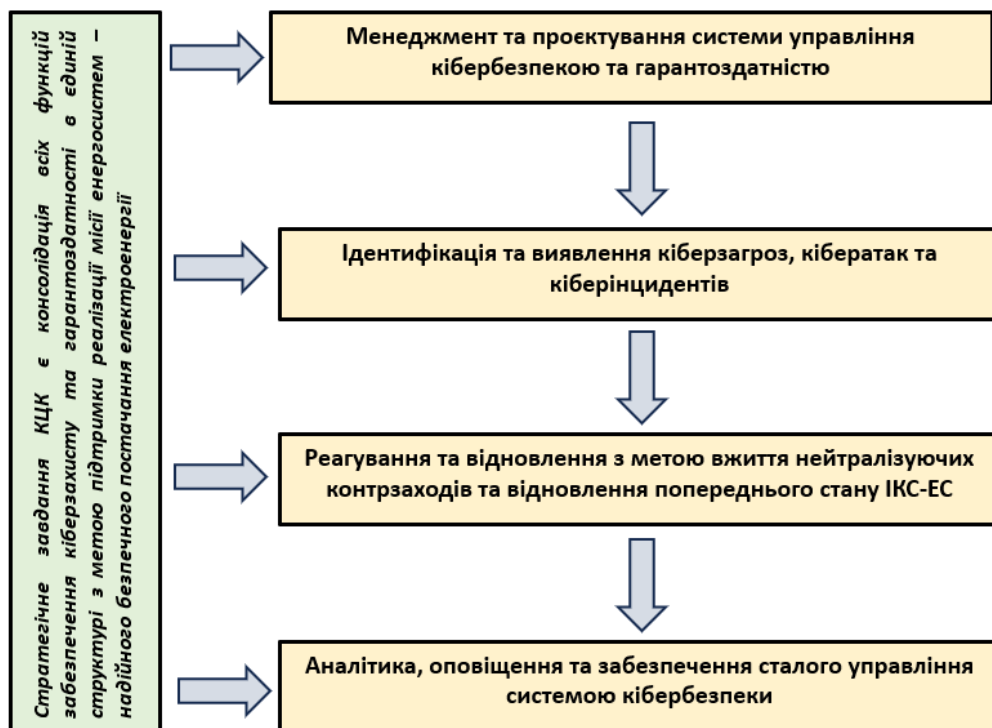 Стратегічне завдання КЦК є консолідація всіх функцій
забезпечення кіберзахисту та гарантоздатності в єдиній
структурі з метою підтримки реалізації місії енергосистем –
надійного безпечного постачання електроенергії
Менеджмент та проєктування системи управління
кібербезпекою та гарантоздатністю
Ідентифікація та виявлення кіберзагроз, кібератак та
кіберінцидентів
Реагування та відновлення з метою вжиття нейтралізуючих
контрзаходів та відновлення попереднього стану ІКС-ЕС
Аналітика, оповіщення та забезпечення сталого управління
системою кібербезпеки